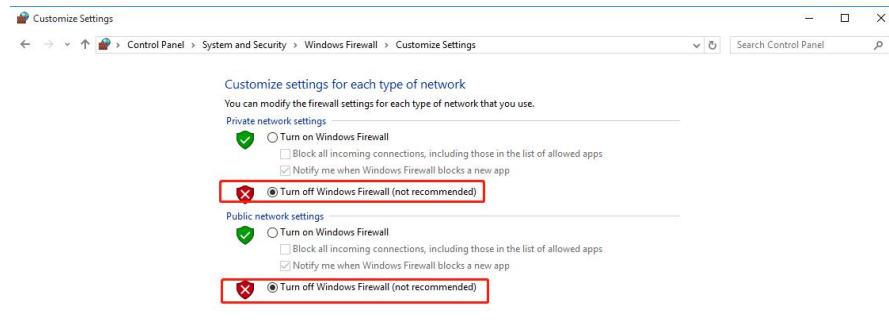 Customize Settings
Control Panel > System and Security > Windows Firewall > Customize Settings
Search Control Panel
Customize settings for each type of network
You can modify the firewall settings for each type of network that you use.
Private network settings
Turn on Windows Firewall
Block all incoming connections, including those in the list of allowed apps
Notify me when Windows Firewall blocks a new app
Turn off Windows Firewall (not recommended)
Public network settings
Turn on Windows Firewall
Block all incoming connections, including those in the list of allowed apps
Notify me when Windows Firewall blocks a new app
Turn off Windows Firewall (not recommended)